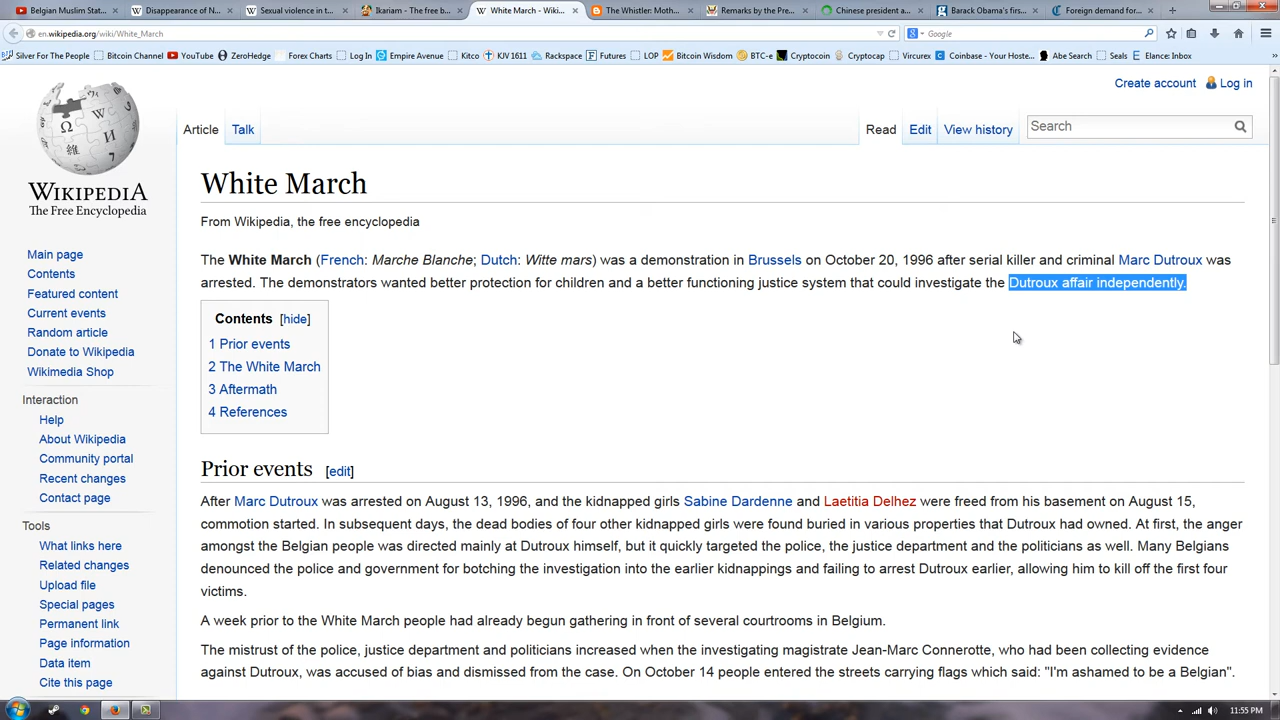 Belgian Muslim Stat...
Disappearance of N...
Sexual violence in t...
Ikariam - The free b...
White March - Wiki...
The Whistler: Moth...
Remarks by the Pre...
Chinese president a...
Barack Obama's firs...
Foreign demand for...
en.wikipedia.org/wiki/White_March
Google
Silver For The People
Bitcoin Channel
YouTube
ZeroHedge
Forex Charts
Log In
Empire Avenue
Kitco
KJV 1611
Rackspace
Futures
LOP
Bitcoin Wisdom
BTC-e
Cryptocoin
Cryptocap
Vircurex
Coinbase - Your Hoste...
Abe Search
Seals
Elance: Inbox
Create account
Log in
WIKIPEDIA
The Free Encyclopedia
Article
Talk
Read
Edit
View history
Search
White March
From Wikipedia, the free encyclopedia
The White March (French: Marche Blanche; Dutch: Witte mars) was a demonstration in Brussels on October 20, 1996 after serial killer and criminal Marc Dutroux was
arrested. The demonstrators wanted better protection for children and a better functioning justice system that could investigate the Dutroux affair independently.
Contents [hide]
1 Prior events
2 The White March
3 Aftermath
4 References
Prior events [edit]
After Marc Dutroux was arrested on August 13, 1996, and the kidnapped girls Sabine Dardenne and Laetitia Delhez were freed from his basement on August 15,
commotion started. In subsequent days, the dead bodies of four other kidnapped girls were found buried in various properties that Dutroux had owned. At first, the anger
amongst the Belgian people was directed mainly at Dutroux himself, but it quickly targeted the police, the justice department and the politicians as well. Many Belgians
denounced the police and government for botching the investigation into the earlier kidnappings and failing to arrest Dutroux earlier, allowing him to kill off the first four
victims.
A week prior to the White March people had already begun gathering in front of several courtrooms in Belgium.
The mistrust of the police, justice department and politicians increased when the investigating magistrate Jean-Marc Connerotte, who had been collecting evidence
against Dutroux, was accused of bias and dismissed from the case. On October 14 people entered the streets carrying flags which said: "I'm ashamed to be a Belgian".
Main page
Contents
Featured content
Current events
Random article
Donate to Wikipedia
Wikimedia Shop
Interaction
Help
About Wikipedia
Community portal
Recent changes
Contact page
Tools
What links here
Related changes
Upload file
Special pages
Permanent link
Page information
Data item
Cite this page
11:55 PM